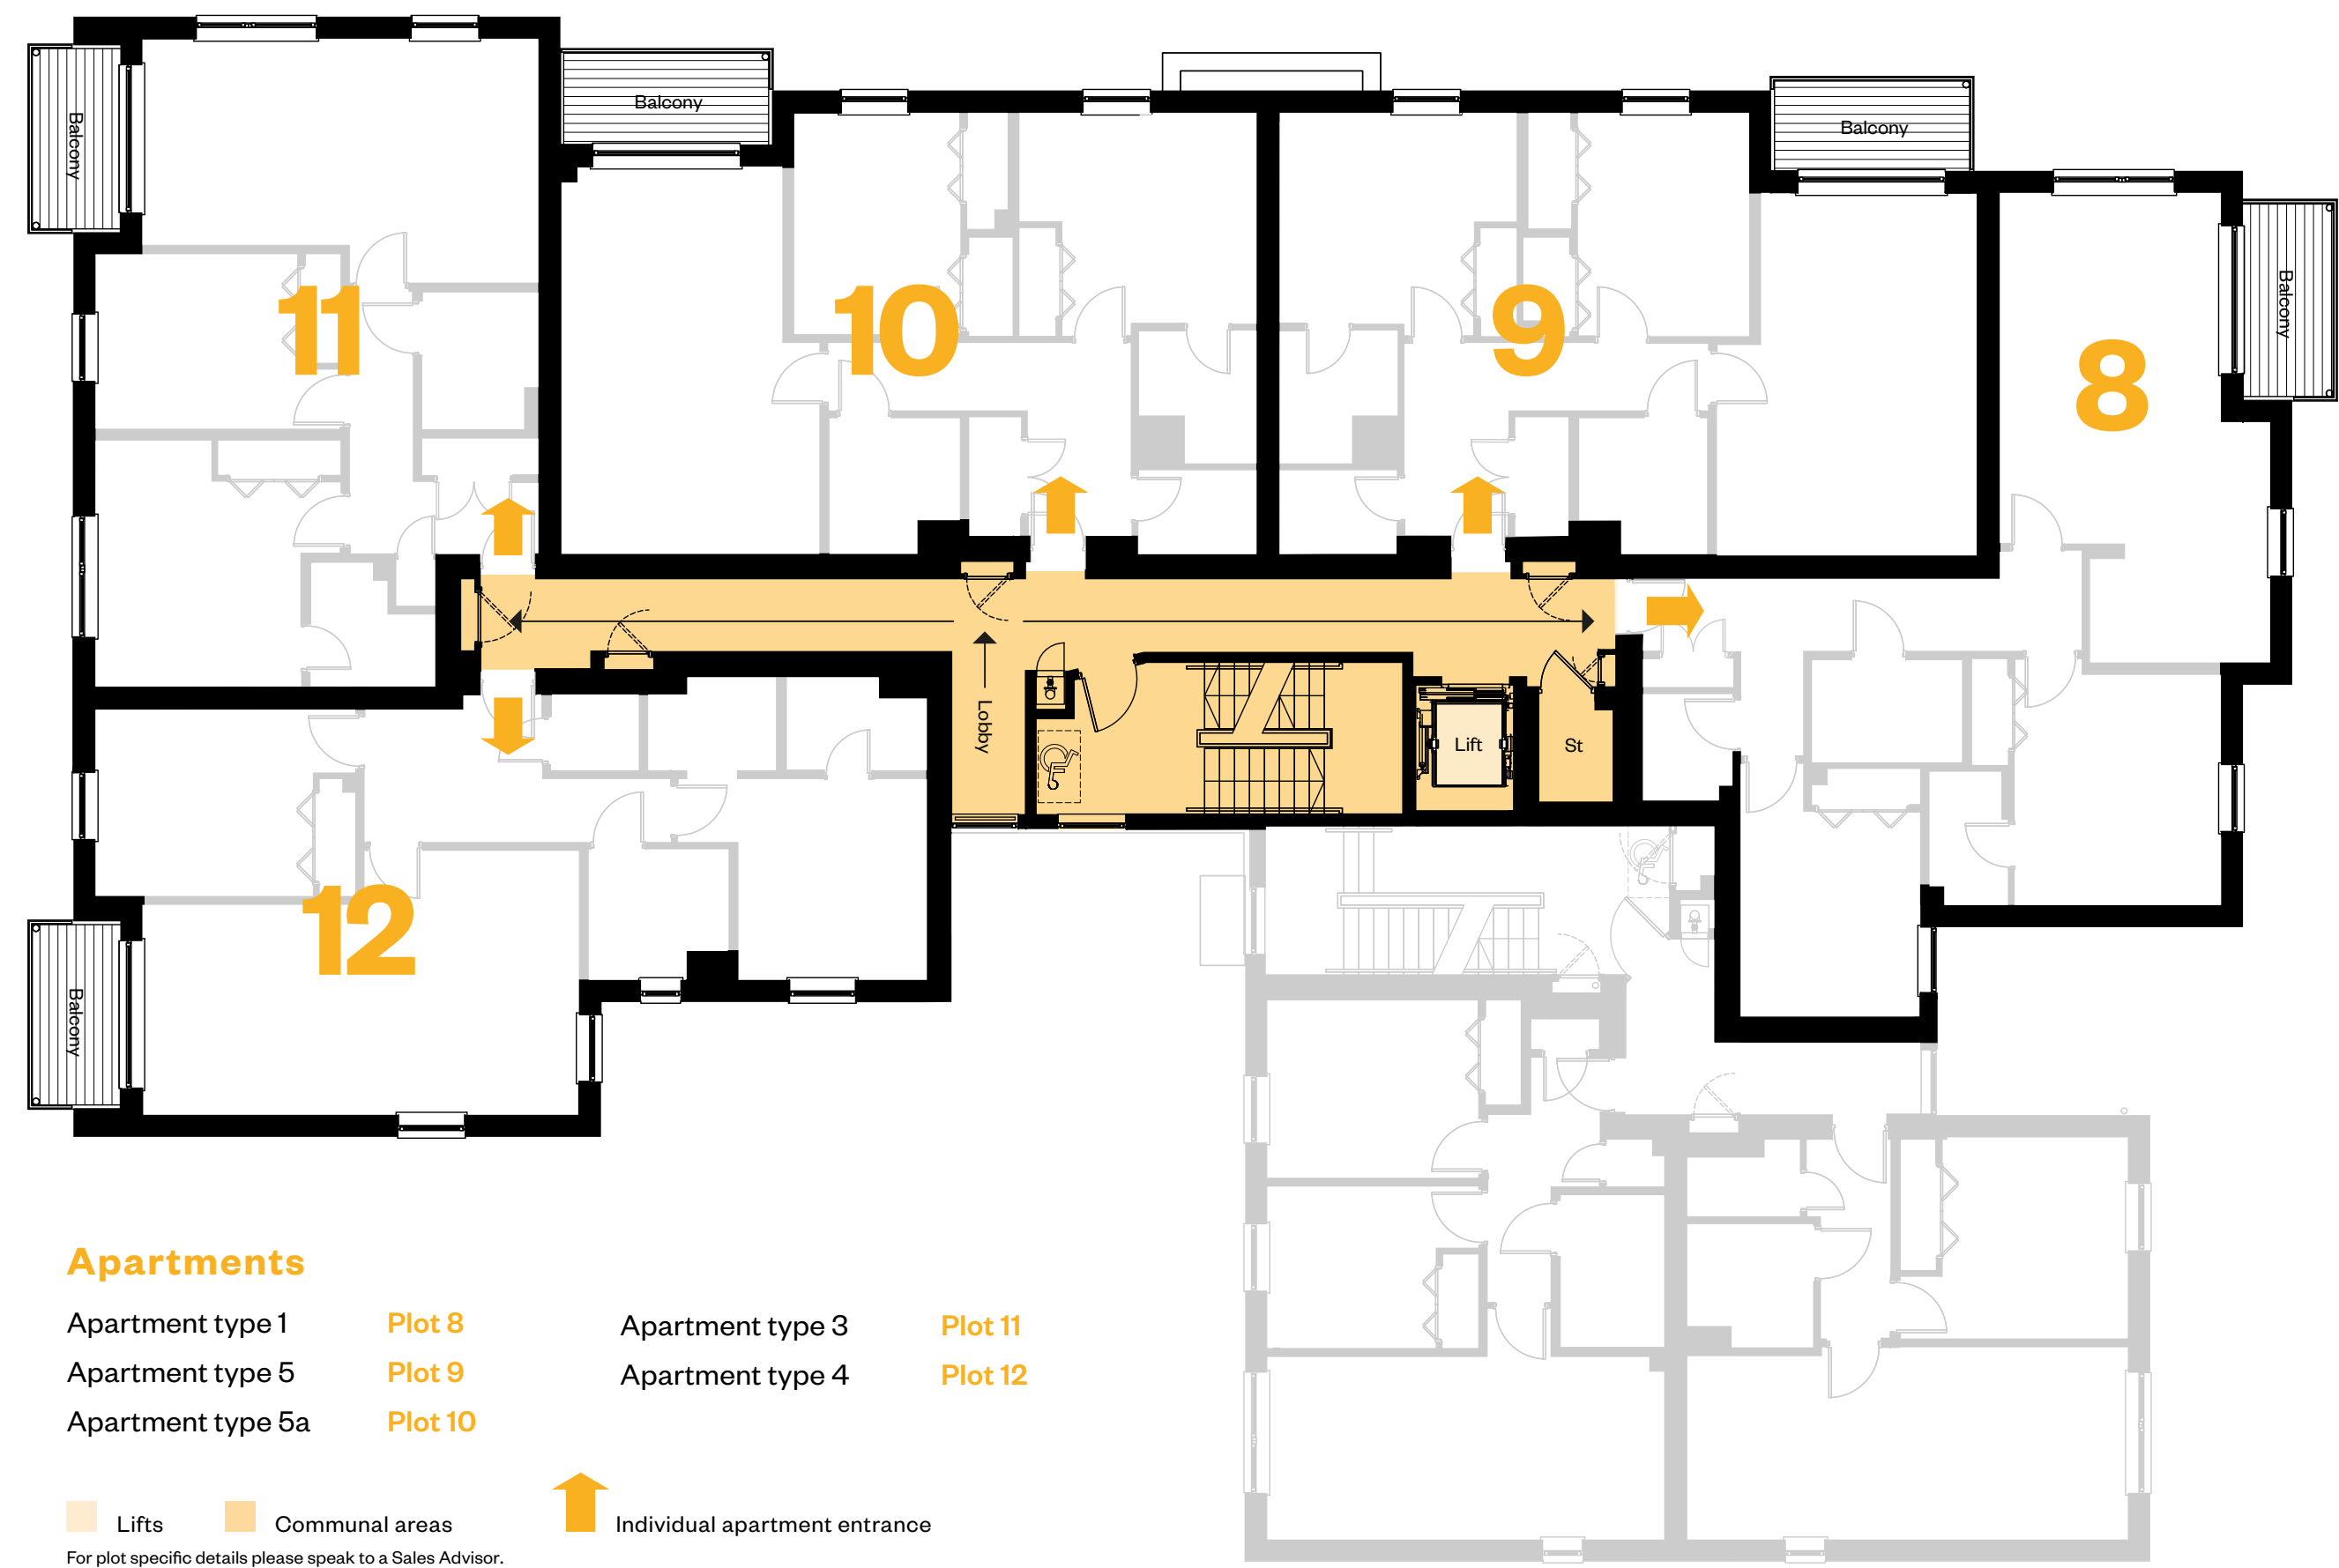 Balcony
Balcony
Balcony
Balcony
11
10
9
8
Lobby
Lift
St
12
Balcony
Apartments
Apartment type 1 Plot 8
Apartment type 5 Plot 9
Apartment type 5a Plot 10
Apartment type 3 Plot 11
Apartment type 4 Plot 12
Lifts
Communal areas
Individual apartment entrance
For plot specific details please speak to a Sales Advisor.